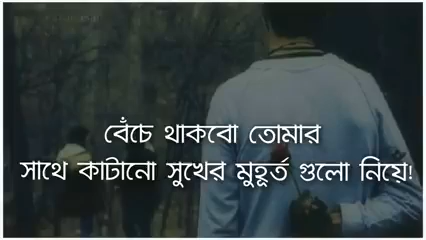 বেঁচে থাকবো তোমার
সাথে কাটানো সুখের মুহূর্ত গুলো নিয়ে!